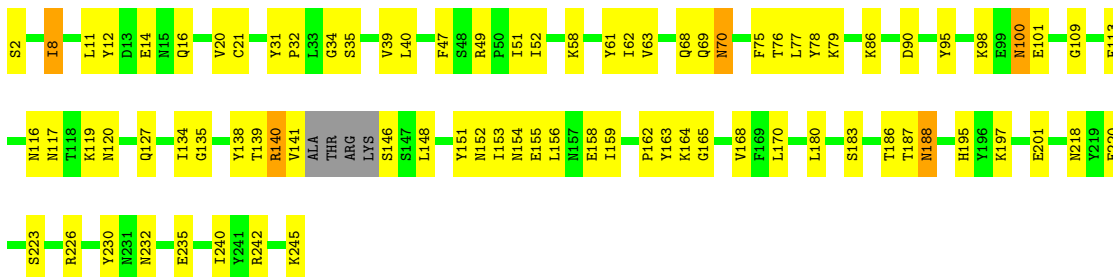 S2 I8 L11 Y12 D13 E14 N15 Q16 V20 C21 Y31 P32 L33 G34 S35 V39 L40 F47 S48 R49 P50 I51 I52 K58 Y61 I62 V63 Q68 Q69 N70 F75 T76 L77 Y78 K79 K86 D90 Y95 K98 E99 N100 E101 G109
N116 N117 T118 K119 N120 Q127 I134 G135 Y138 T139 R140 V141 ALA THR ARG LYS S146 S147 L148 Y151 N152 I153 N154 E155 L156 N157 E158 I159 P162 Y163 K164 G165 V168 F169 L170 L180 S183 T186 T187 N188 H195 Y196 K197 E201 N218 Y219
S223 R226 Y230 N231 N232 E235 I240 Y241 R242 K245